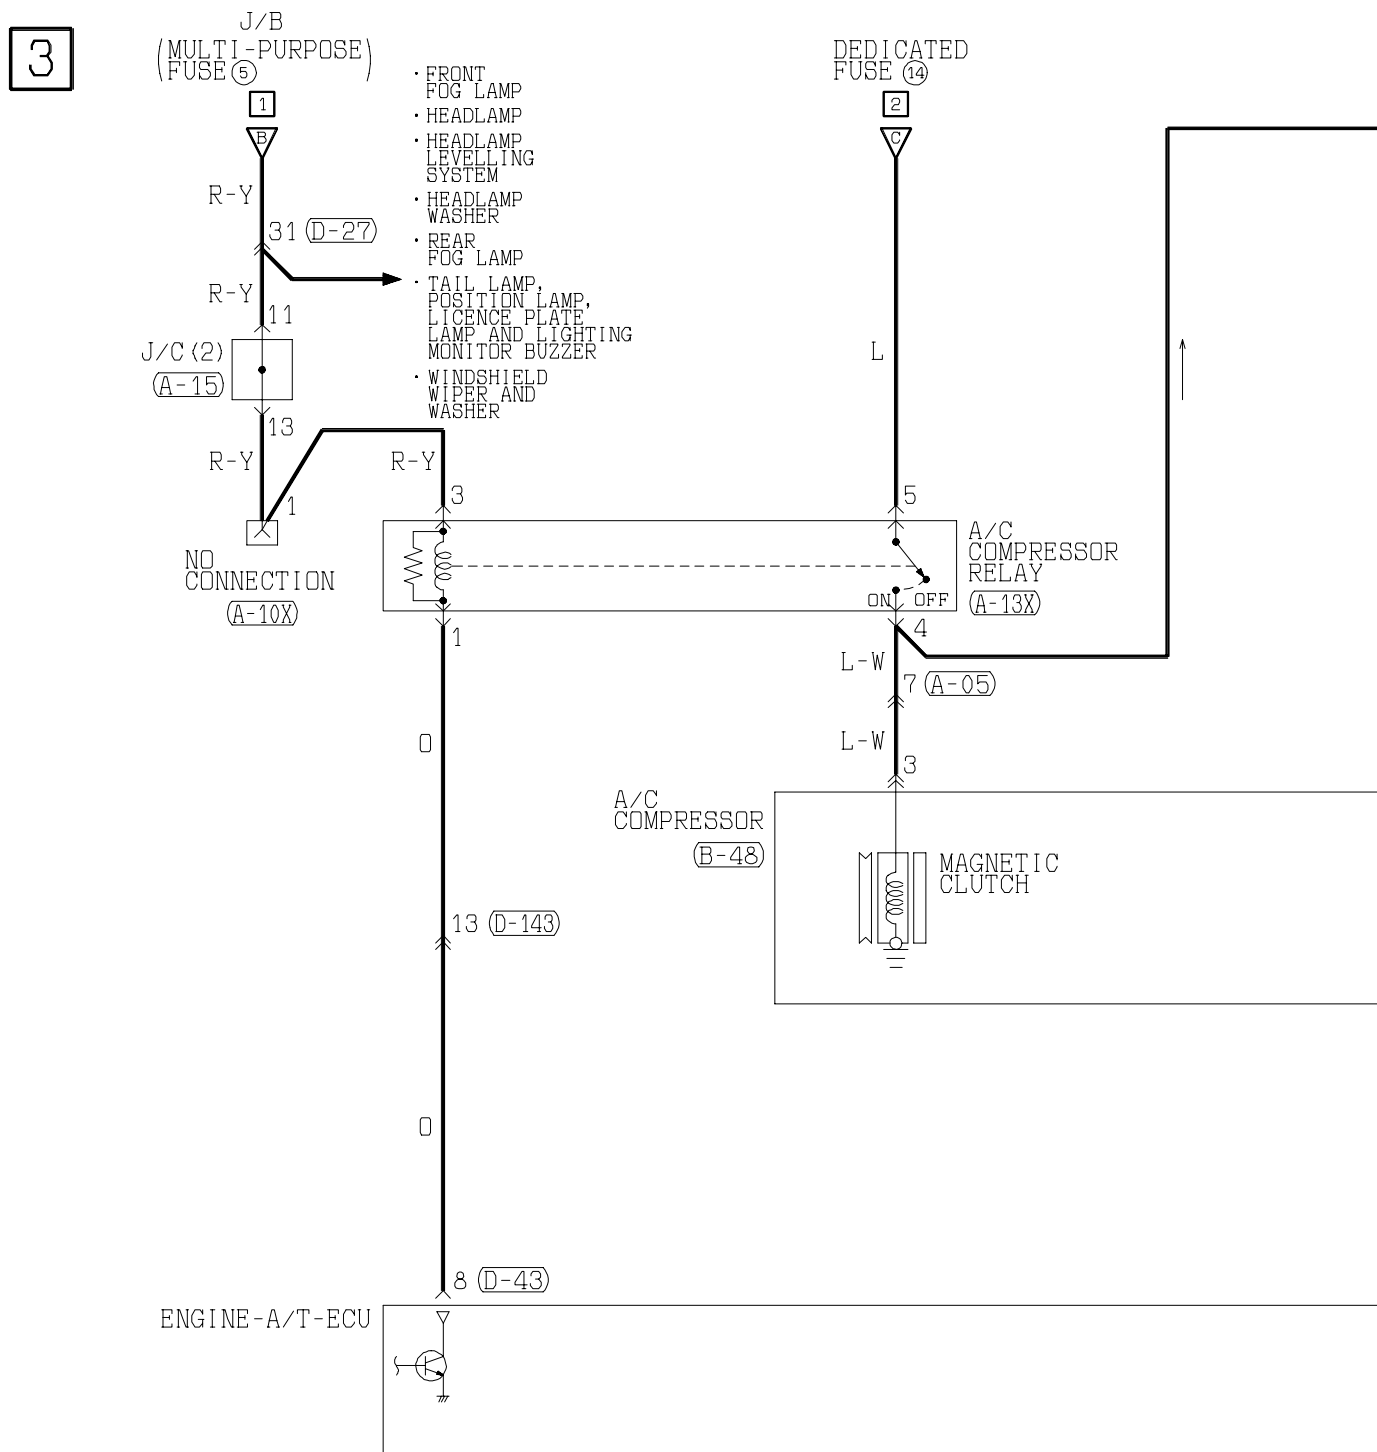 3
J/B
(MULTI-PURPOSE)
FUSE 5
1
B
R-Y
31 D-27
R-Y
11
J/C (2)
A-15
13
R-Y
1
NO
CONNECTION
A-10X
· FRONT
FOG LAMP
· HEADLAMP
· HEADLAMP
LEVELLING
SYSTEM
· HEADLAMP
WASHER
· REAR
FOG LAMP
· TAIL LAMP,
POSITION LAMP,
LICENCE PLATE
LAMP AND LIGHTING
MONITOR BUZZER
· WINDSHIELD
WIPER AND
WASHER
R-Y
3
DEDICATED
FUSE 14
2
C
L
5
A/C
COMPRESSOR
RELAY
A-13X
ON OFF
1
4
L-W
7 A-05
L-W
3
O
A/C
COMPRESSOR
B-48
MAGNETIC
CLUTCH
13 D-143
O
8 D-43
ENGINE-A/T-ECU